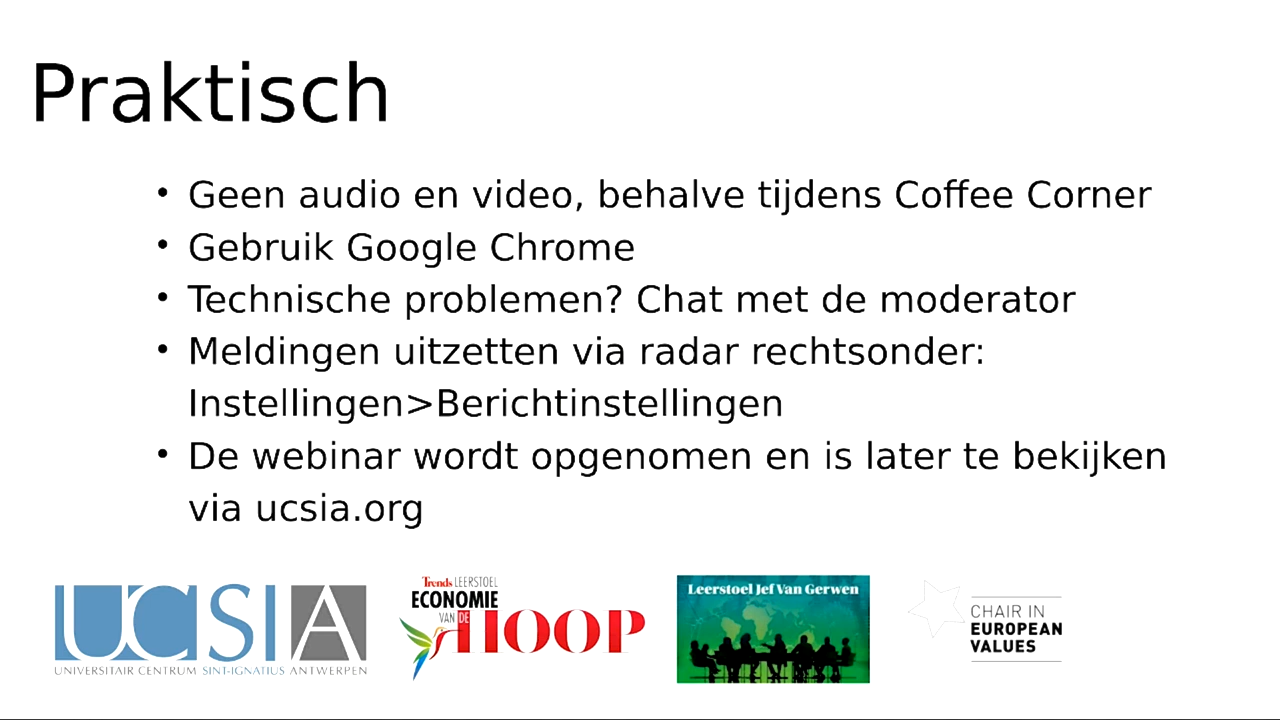 Praktisch
• Geen audio en video, behalve tijdens Coffee Corner
• Gebruik Google Chrome
• Technische problemen? Chat met de moderator
• Meldingen uitzetten via radar rechtsonder:
Instellingen>Berichtinstellingen
• De webinar wordt opgenomen en is later te bekijken
via ucsia.org
UCSIA
UNIVERSITAIR CENTRUM SINT-IGNATIUS ANTWERPEN
Trends LEERSTOEL
ECONOMIE
VAN DE
HOOP
Leerstoel Jef Van Gerwen
CHAIR IN
EUROPEAN
VALUES